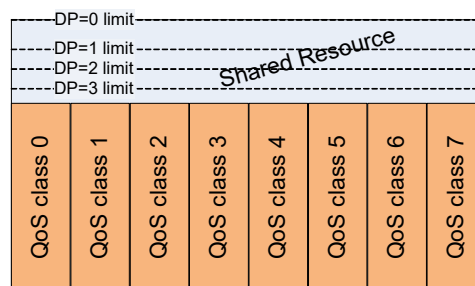 DP=0 limit
DP=1 limit
DP=2 limit
DP=3 limit
Shared Resource
QoS class 0
QoS class 1
QoS class 2
QoS class 3
QoS class 4
QoS class 5
QoS class 6
QoS class 7